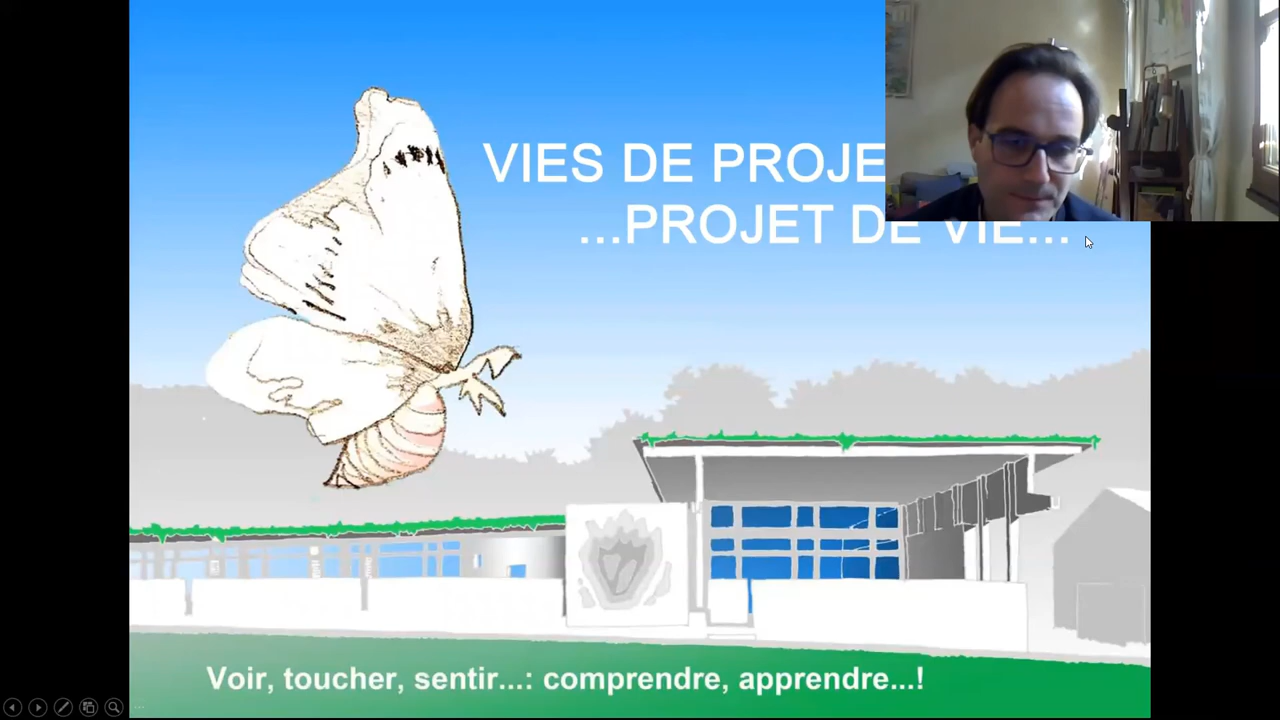 VIES DE PROJE
...PROJET DE VIE...
Voir, toucher, sentir...: comprendre, apprendre...!